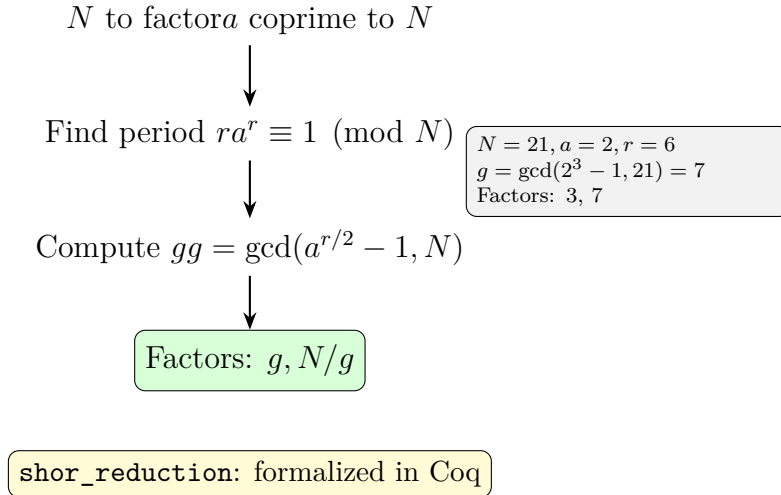 N to factora coprime to N
Find period ra^r ≡ 1 (mod N)
N = 21, a = 2, r = 6
g = gcd(2^3 − 1, 21) = 7
Factors: 3, 7
Compute gg = gcd(a^{r/2} − 1, N)
Factors: g, N/g
shor_reduction: formalized in Coq